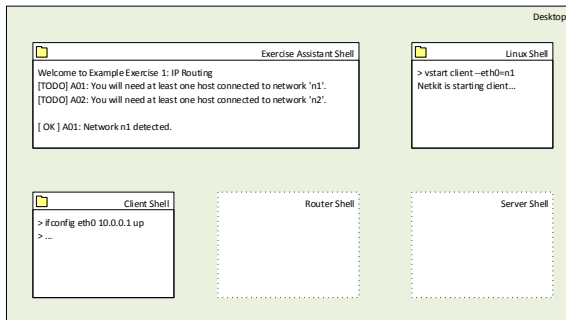 Desktop
Exercise Assistant Shell
Welcome to Example Exercise 1: IP Routing
[TODO] A01: You will need at least one host connected to network 'n1'.
[TODO] A02: You will need at least one host connected to network 'n2'.
[ OK ] A01: Network n1 detected.
Linux Shell
> vstart client --eth0=n1
Netkit is starting client...
Client Shell
> ifconfig eth0 10.0.0.1 up
> ...
Router Shell
Server Shell